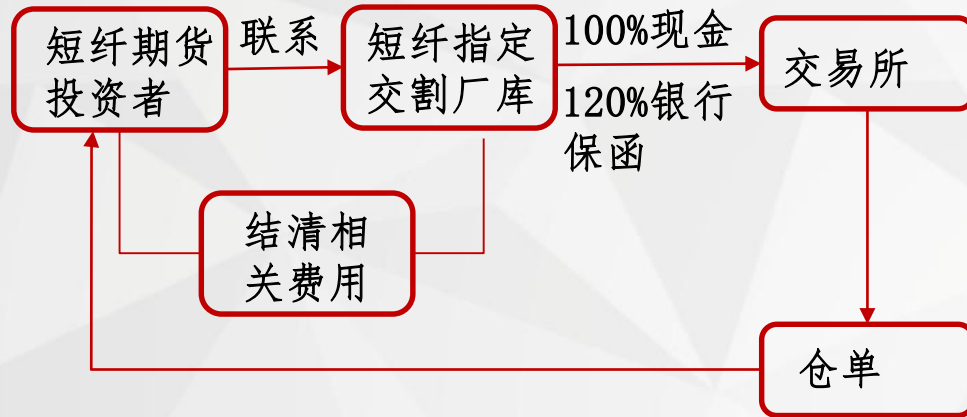 短纤期货
投资者
联系
短纤指定
交割厂库
100%现金
120%银行
保函
交易所
结清相
关费用
仓单